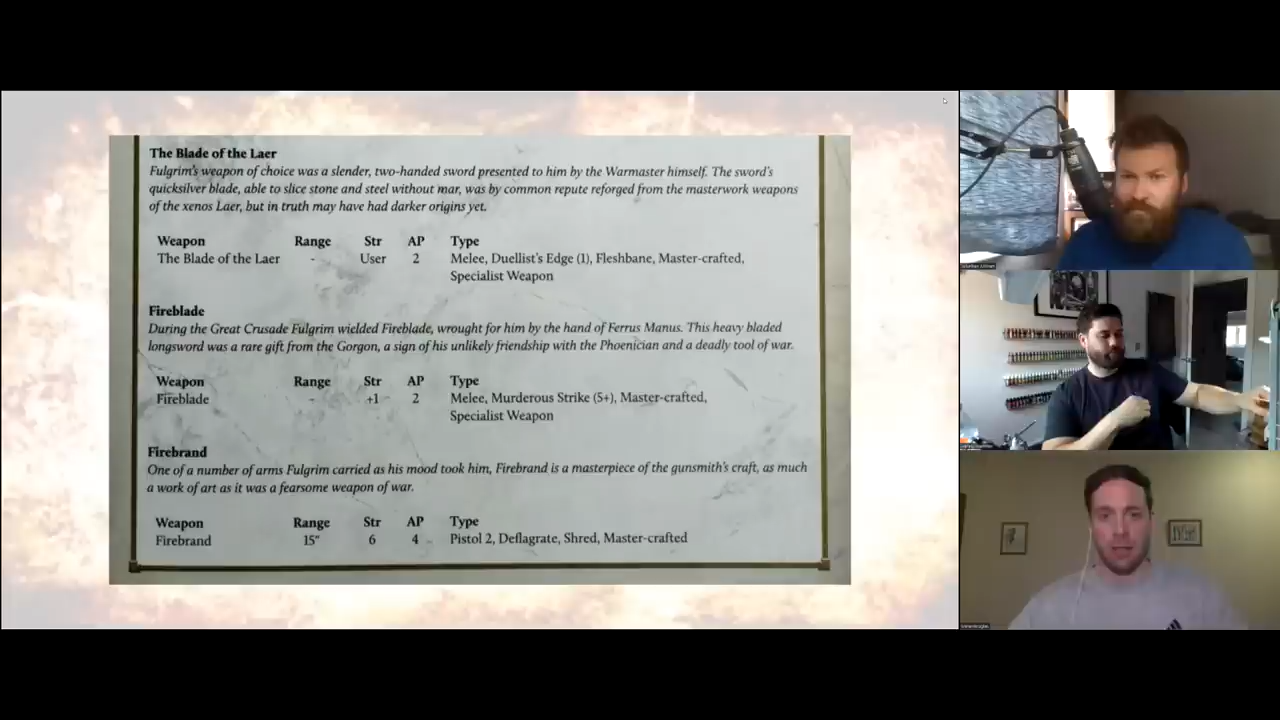 The Blade of the Laer
Fulgrim's weapon of choice was a slender, two-handed sword presented to him by the Warmaster himself. The sword's
quicksilver blade, able to slice stone and steel without mar, was by common repute reforged from the masterwork weapons
of the xenos Laer, but in truth may have had darker origins yet.
Weapon Range Str AP Type
The Blade of the Laer - User 2 Melee, Duellist's Edge (1), Fleshbane, Master-crafted,
Specialist Weapon
Fireblade
During the Great Crusade Fulgrim wielded Fireblade, wrought for him by the hand of Ferrus Manus. This heavy bladed
longsword was a rare gift from the Gorgon, a sign of his unlikely friendship with the Phoenician and a deadly tool of war.
Weapon Range Str AP Type
Fireblade - +1 2 Melee, Murderous Strike (5+), Master-crafted,
Specialist Weapon
Firebrand
One of a number of arms Fulgrim carried as his mood took him, Firebrand is a masterpiece of the gunsmith's craft, as much
a work of art as it was a fearsome weapon of war.
Weapon Range Str AP Type
Firebrand 15" 6 4 Pistol 2, Deflagrate, Shred, Master-crafted